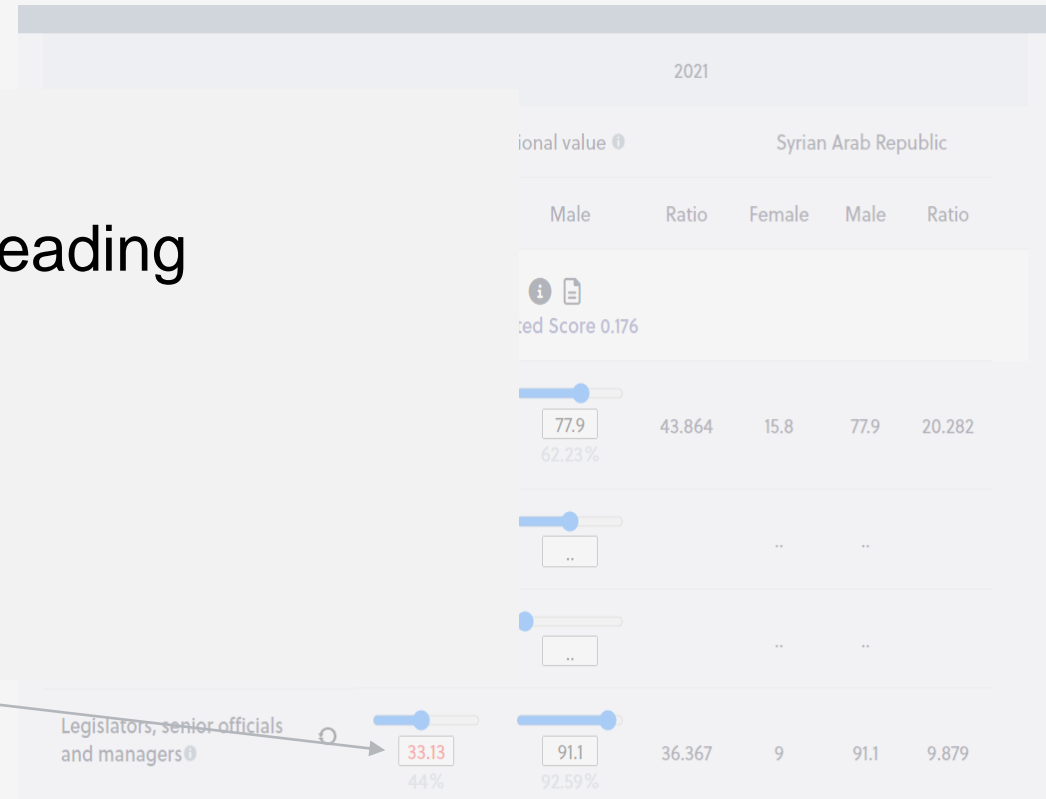 2021
ional value Syrian Arab Republic
Male Ratio Female Male Ratio
eading
ted Score 0.176
77.9 43.864 15.8 77.9 20.282
62.23%
.. .. ..
.. .. ..
Legislators, senior officials
and managers 33.13 91.1 36.367 9 91.1 9.879
44% 92.59%